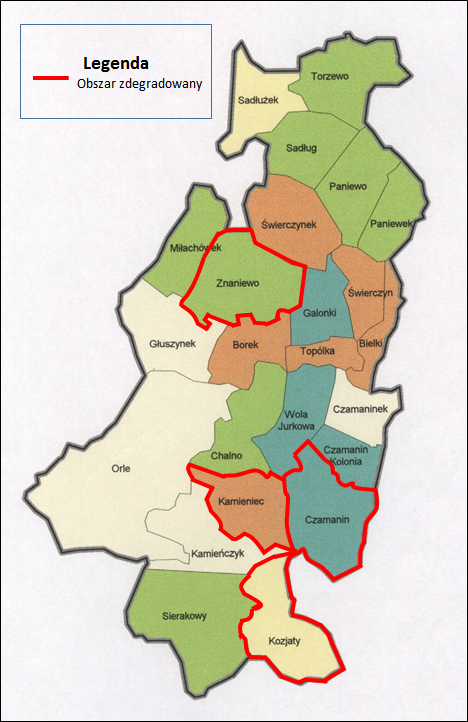 Legenda
Obszar zdegradowany
Torzewo
Sadłużek
Sadług
Paniewo
Paniewek
Świerczynek
Miłachówek
Znaniewo
Świerczyn
Galonki
Głuszynek
Borek
Topólka
Bielki
Czamaninek
Wola
Jurkowa
Chalno
Czamanin
Kolonia
Orle
Kamieniec
Czamanin
Kamieńczyk
Sierakowy
Kozjaty